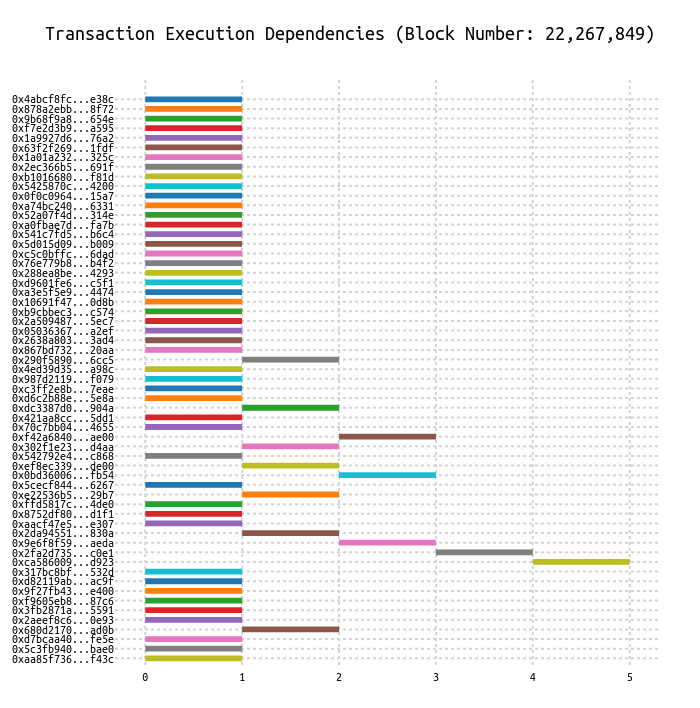 Transaction Execution Dependencies (Block Number: 22,267,849)
0x4abcf8fc...e38c
0x878a2ebb...8f72
0x9b68f9a8...654e
0xf7e2d3b9...a595
0x1a9927d6...76a2
0x63f2f269...1fdf
0x1a01a232...325c
0x2ec366b5...691f
0xb1016680...f81d
0x5425870c...4200
0x0f0c0964...15a7
0xa74bc240...6331
0x52a07f4d...314e
0xa0fbae7d...fa7b
0x541c7fd5...b6c4
0x5d015d09...b009
0xc5c0bffc...6dad
0x76e779b8...b4f2
0x288ea8be...4293
0xd9601fe6...c5f1
0xa3e5f5e9...4474
0x10691f47...0d8b
0xb9cbbec3...c574
0x2a509487...5ec7
0x05036367...a2ef
0x2638a803...3ad4
0x867bd732...20aa
0x290f5890...6cc5
0x4ed39d35...a98c
0x987d2119...f079
0xc3ff2e8b...7eae
0xd6c2b88e...5e8a
0xdc3387d0...904a
0x421aa8cc...5dd1
0x70c7bb04...4655
0xf42a6840...ae00
0x302f1e23...d4aa
0x542792e4...c868
0xef8ec339...de00
0x0bd36006...fb54
0x5cecf844...6267
0xe22536b5...29b7
0xffd5817c...4de0
0x8752df80...d1f1
0xaacf47e5...e307
0x2da94551...830a
0x9e6f8f59...aeda
0x2fa2d735...c0e1
0xca586009...d923
0x317bc8bf...532d
0xd82119ab...ac9f
0x9f27fb43...e400
0xf9605eb8...87c6
0x3fb2871a...5591
0x2aeef8c6...0e93
0x680d2170...ad0b
0xd7bcaa40...fe5e
0x5c3fb940...bae0
0xaa85f736...f43c
0 1 2 3 4 5